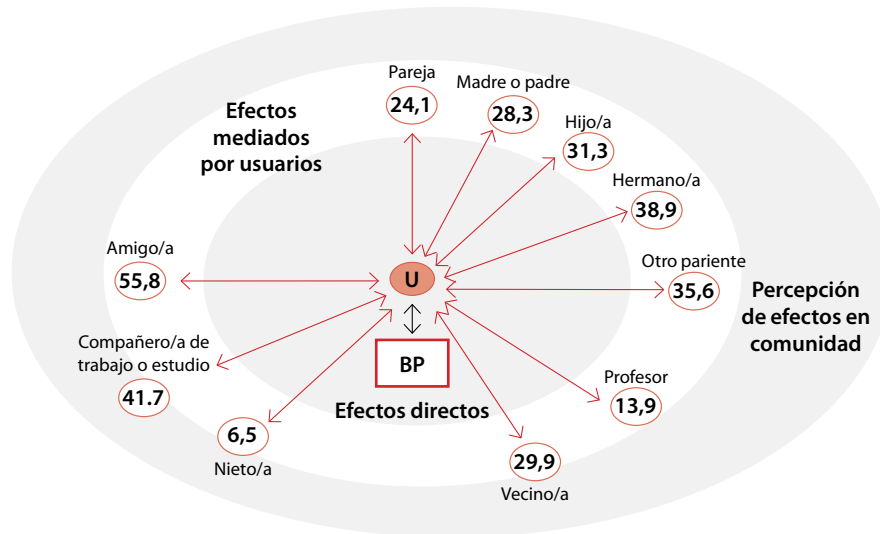 Pareja
24,1
Madre o padre
28,3
Hijo/a
31,3
Hermano/a
38,9
Otro pariente
35,6
Efectos
mediados
por usuarios
Amigo/a
55,8
U
Percepción
de efectos en
comunidad
Compañero/a de
trabajo o estudio
41.7
BP
Efectos directos
Profesor
13,9
6,5
Nieto/a
29,9
Vecino/a